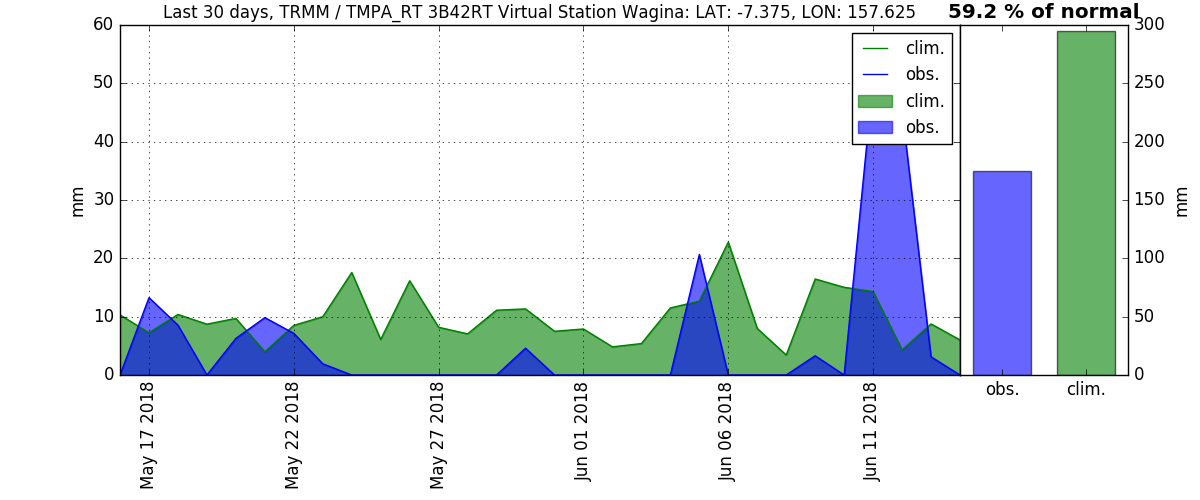 Last 30 days, TRMM / TMPA_RT 3B42RT Virtual Station Wagina: LAT: -7.375, LON: 157.625
59.2 % of normal
60
50
40
30
20
10
0
mm
clim.
obs.
clim.
obs.
300
250
200
150
100
50
0
mm
May 17 2018
May 22 2018
May 27 2018
Jun 01 2018
Jun 06 2018
Jun 11 2018
obs.
clim.